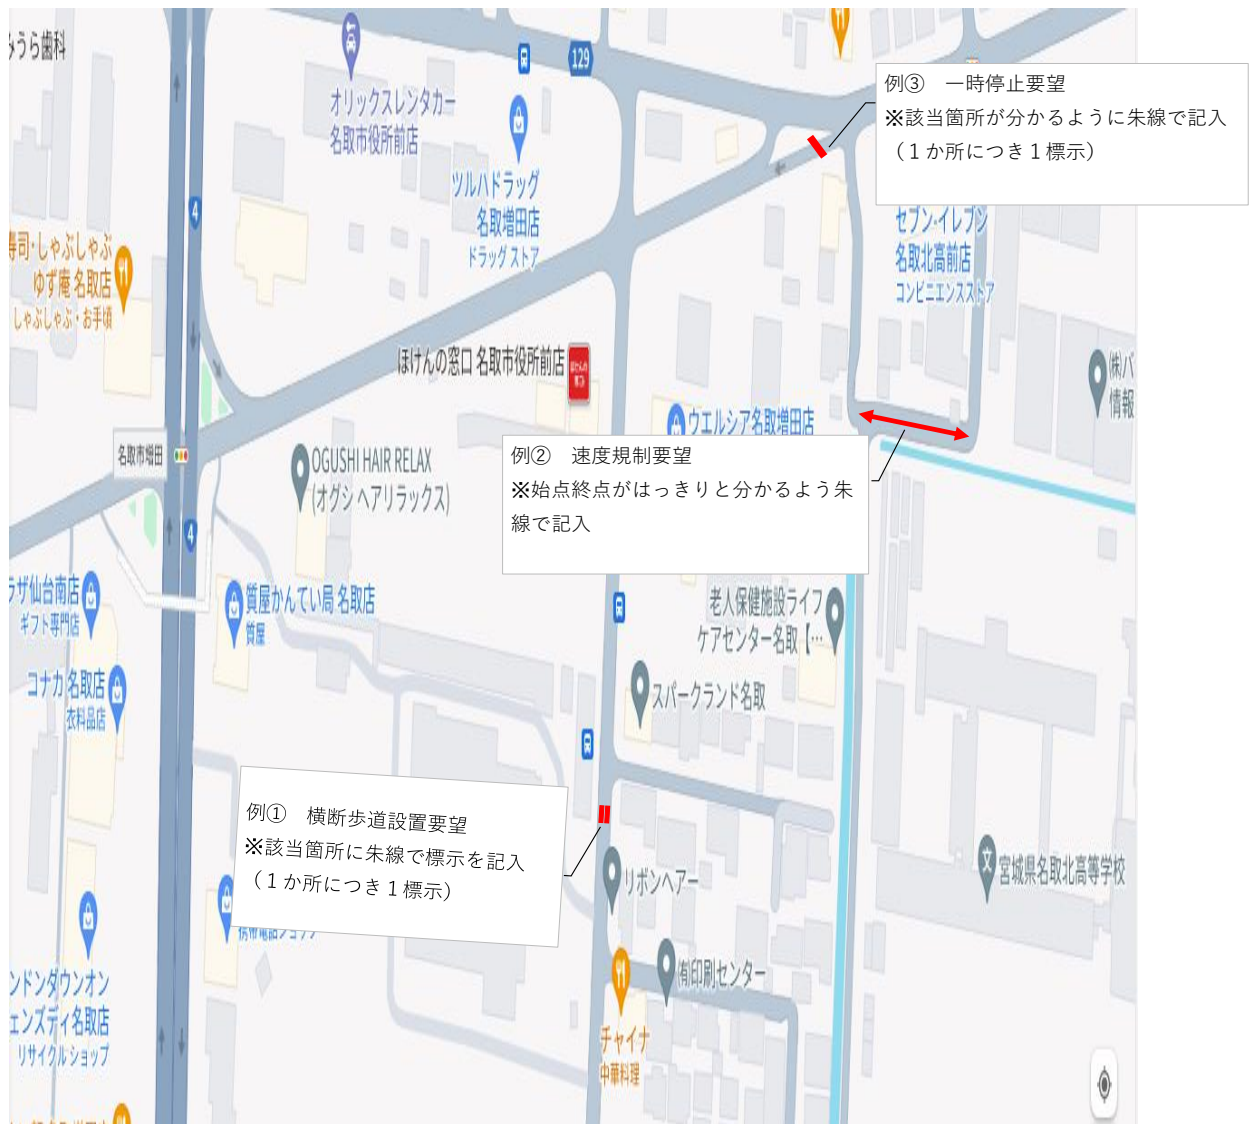 うら歯科
129
オリックスレンタカー
名取市役所前店
ツルハドラッグ
名取増田店
ドラッグストア
例③　一時停止要望
※該当箇所が分かるように朱線で記入
（１か所につき１標示）
セブン-イレブン
名取北高前店
コンビニエンスストア
4
寿司・しゃぶしゃぶ
ゆず庵 名取店
しゃぶしゃぶ・お手頃
ほけんの窓口 名取市役所前店
㈱パ
情報
ウエルシア名取増田店
名取市増田
OGUSHI HAIR RELAX
(オグシ ヘアリラックス)
例②　速度規制要望
※始点終点がはっきりと分かるよう朱
線で記入
4
ラザ仙台南店
ギフト専門店
質屋かんてい局 名取店
質屋
老人保健施設ライフ
ケアセンター名取【…
コナカ 名取店
衣料品店
スパークランド名取
例①　横断歩道設置要望
※該当箇所に朱線で標示を記入
（１か所につき１標示）
リボンヘアー
宮城県名取北高等学校
携帯電話ショップ
㈲印刷センター
ンドンダウンオン
ェンズデイ名取店
リサイクルショップ
チャイナ
中華料理